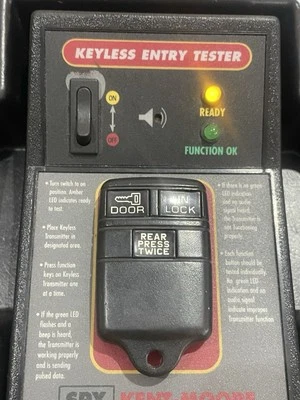 KEYLESS ENTRY TESTER
ON
OFF
READY
FUNCTION OK
• Turn switch to on
position. Amber
LED indicates ready
to test.
• Place Keyless
Transmitter in
designated area.
• Press function
keys on Keyless
Transmitter one
at a time.
• If the green LED
flashes and a
beep is heard,
the Transmitter is
working properly
and is sending
pulsed data.
DOOR
UN
LOCK
REAR
PRESS
TWICE
• If there is no green
LED indication
and no audio
signal heard,
the Transmitter is
not functioning
properly.
• Each function
button should be
tested individually.
No green LED
indication and no
audio signal
indicate improper
Transmitter function
SPX KENT-MOORE